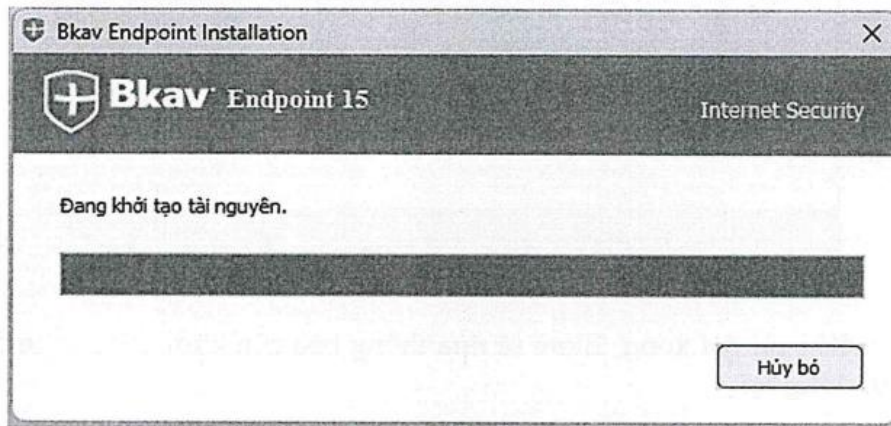 Bkav Endpoint Installation
Bkav Endpoint 15
Internet Security
Đang khởi tạo tài nguyên.
Hủy bỏ